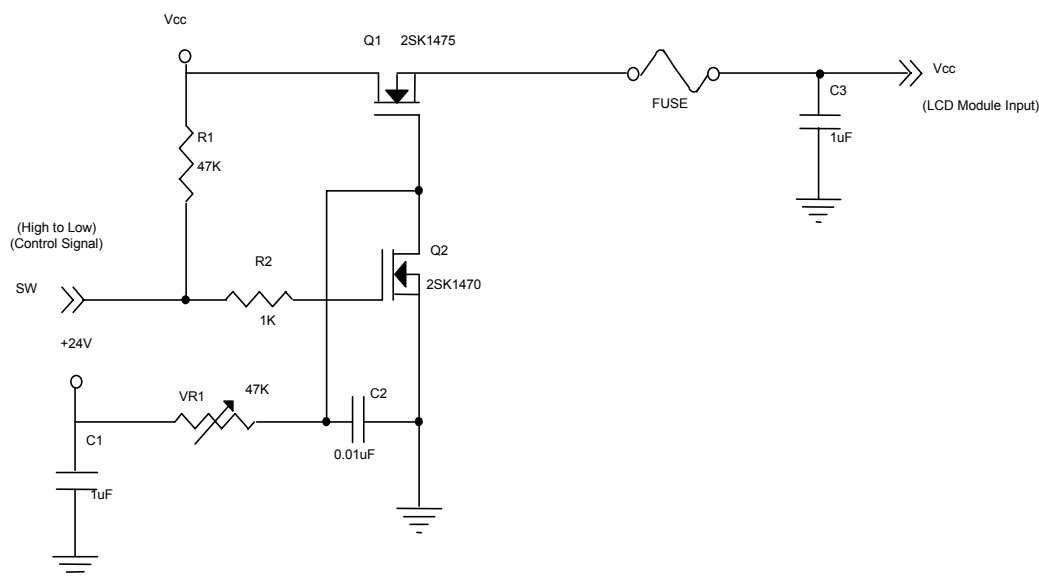 Vcc
Q1 2SK1475
Vcc
C3
FUSE
(LCD Module Input)
R1
1uF
47K
(High to Low)
(Control Signal)
Q2
R2
SW
2SK1470
1K
+24V
47K
C2
VR1
C1
0.01uF
1uF